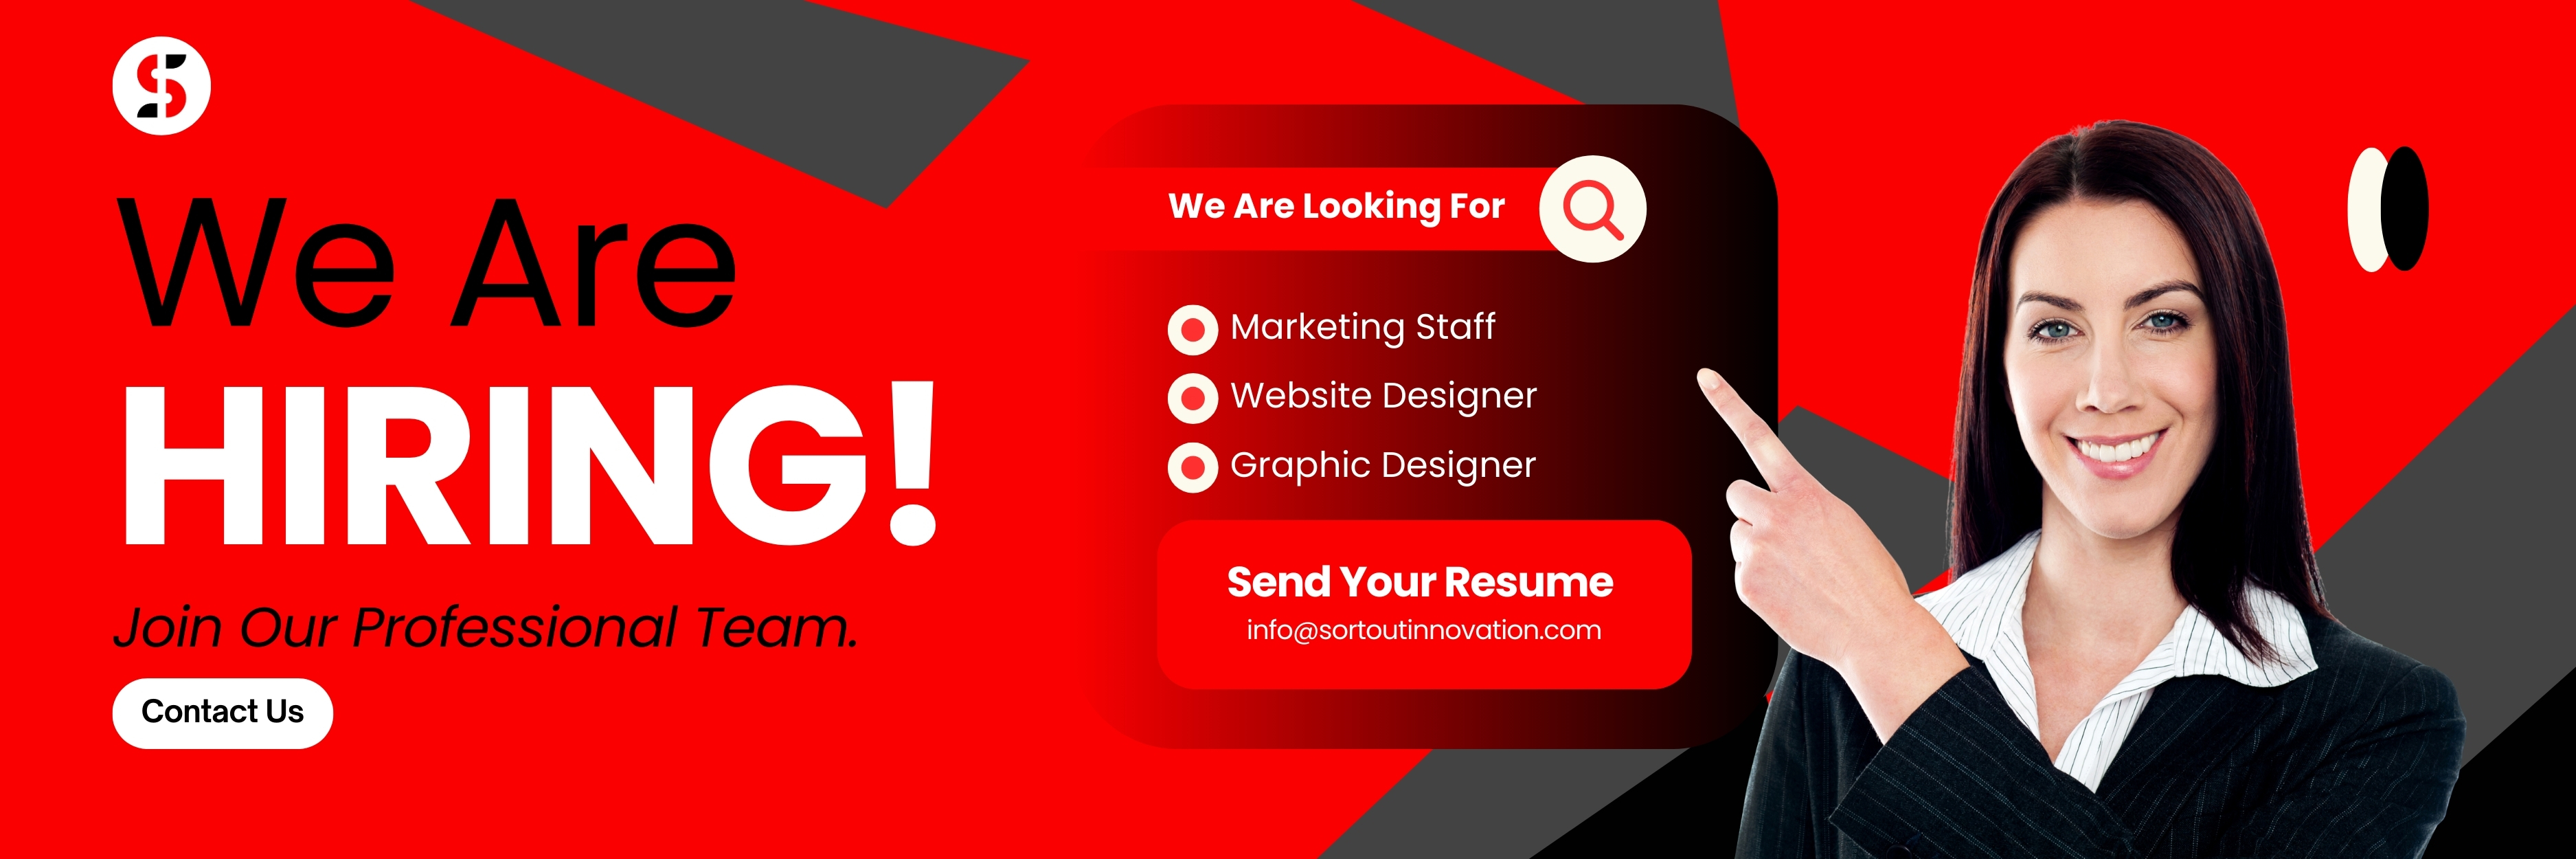 We Are
HIRING!
Join Our Professional Team.
Contact Us
We Are Looking For
Marketing Staff
Website Designer
Graphic Designer
Send Your Resume
info@sortoutinnovation.com